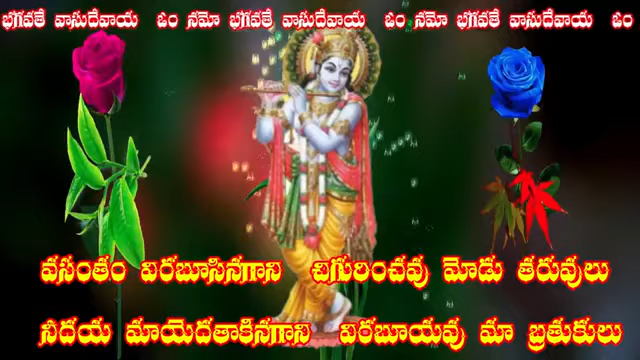 భగవతే వాసుదేవాయ ఓం నమో భగవతే వాసుదేవాయ ఓం నమో భగవతే వాసుదేవాయ ఓం
వసంతం విరబూసినగాని చిగురించవు మోడు తరువులు
నీదయ మాయెదతాకినగాని విరబూయవు మా బ్రతుకులు